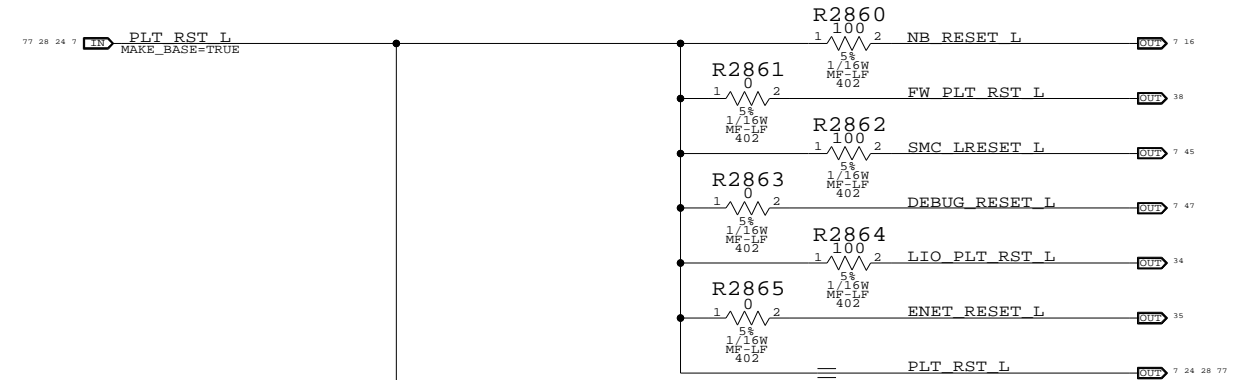 R2860
77 28 24 7 IN PLT_RST_L 1 100 2 NB_RESET_L OUT 7 16
MAKE_BASE=TRUE
5%
1/16W
MF-LF
402
R2861
1 0 2 FW_PLT_RST_L OUT 38
5%
1/16W
MF-LF
402
R2862
1 100 2 SMC_LRESET_L OUT 7 45
5%
1/16W
MF-LF
402
R2863
1 0 2 DEBUG_RESET_L OUT 7 47
5%
1/16W
MF-LF
402
R2864
1 100 2 LIO_PLT_RST_L OUT 34
5%
1/16W
MF-LF
402
R2865
1 0 2 ENET_RESET_L OUT 35
5%
1/16W
MF-LF
402
PLT_RST_L OUT 7 24 28 77